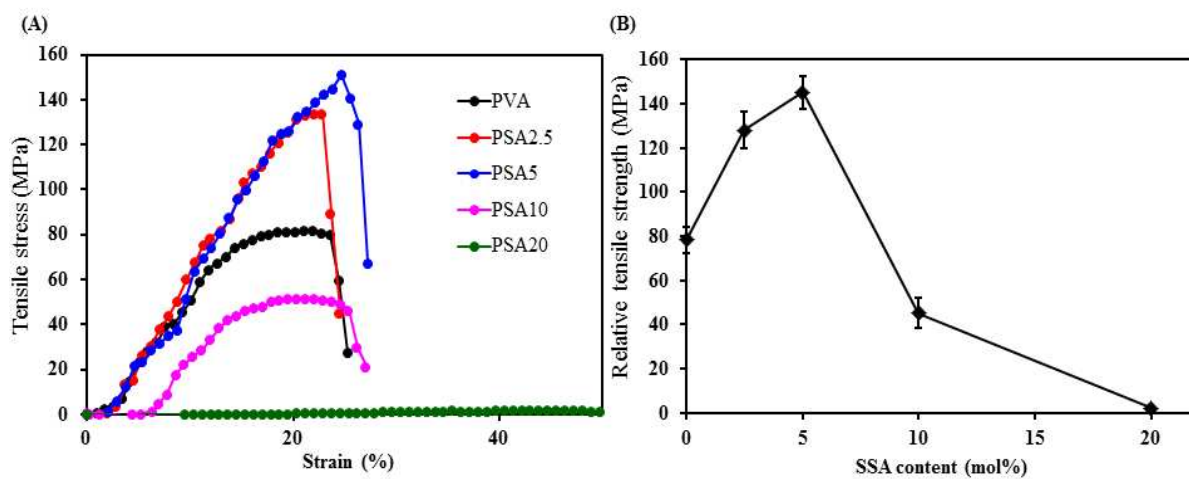 (A)
160
140
120
100
80
60
40
20
0
Tensile stress (MPa)
PVA
PSA2.5
PSA5
PSA10
PSA20
0
20
Strain (%)
(B)
160
140
120
100
80
60
40
20
0
Relative tensile strength (MPa)
0
5
10
15
20
SSA content (mol%)